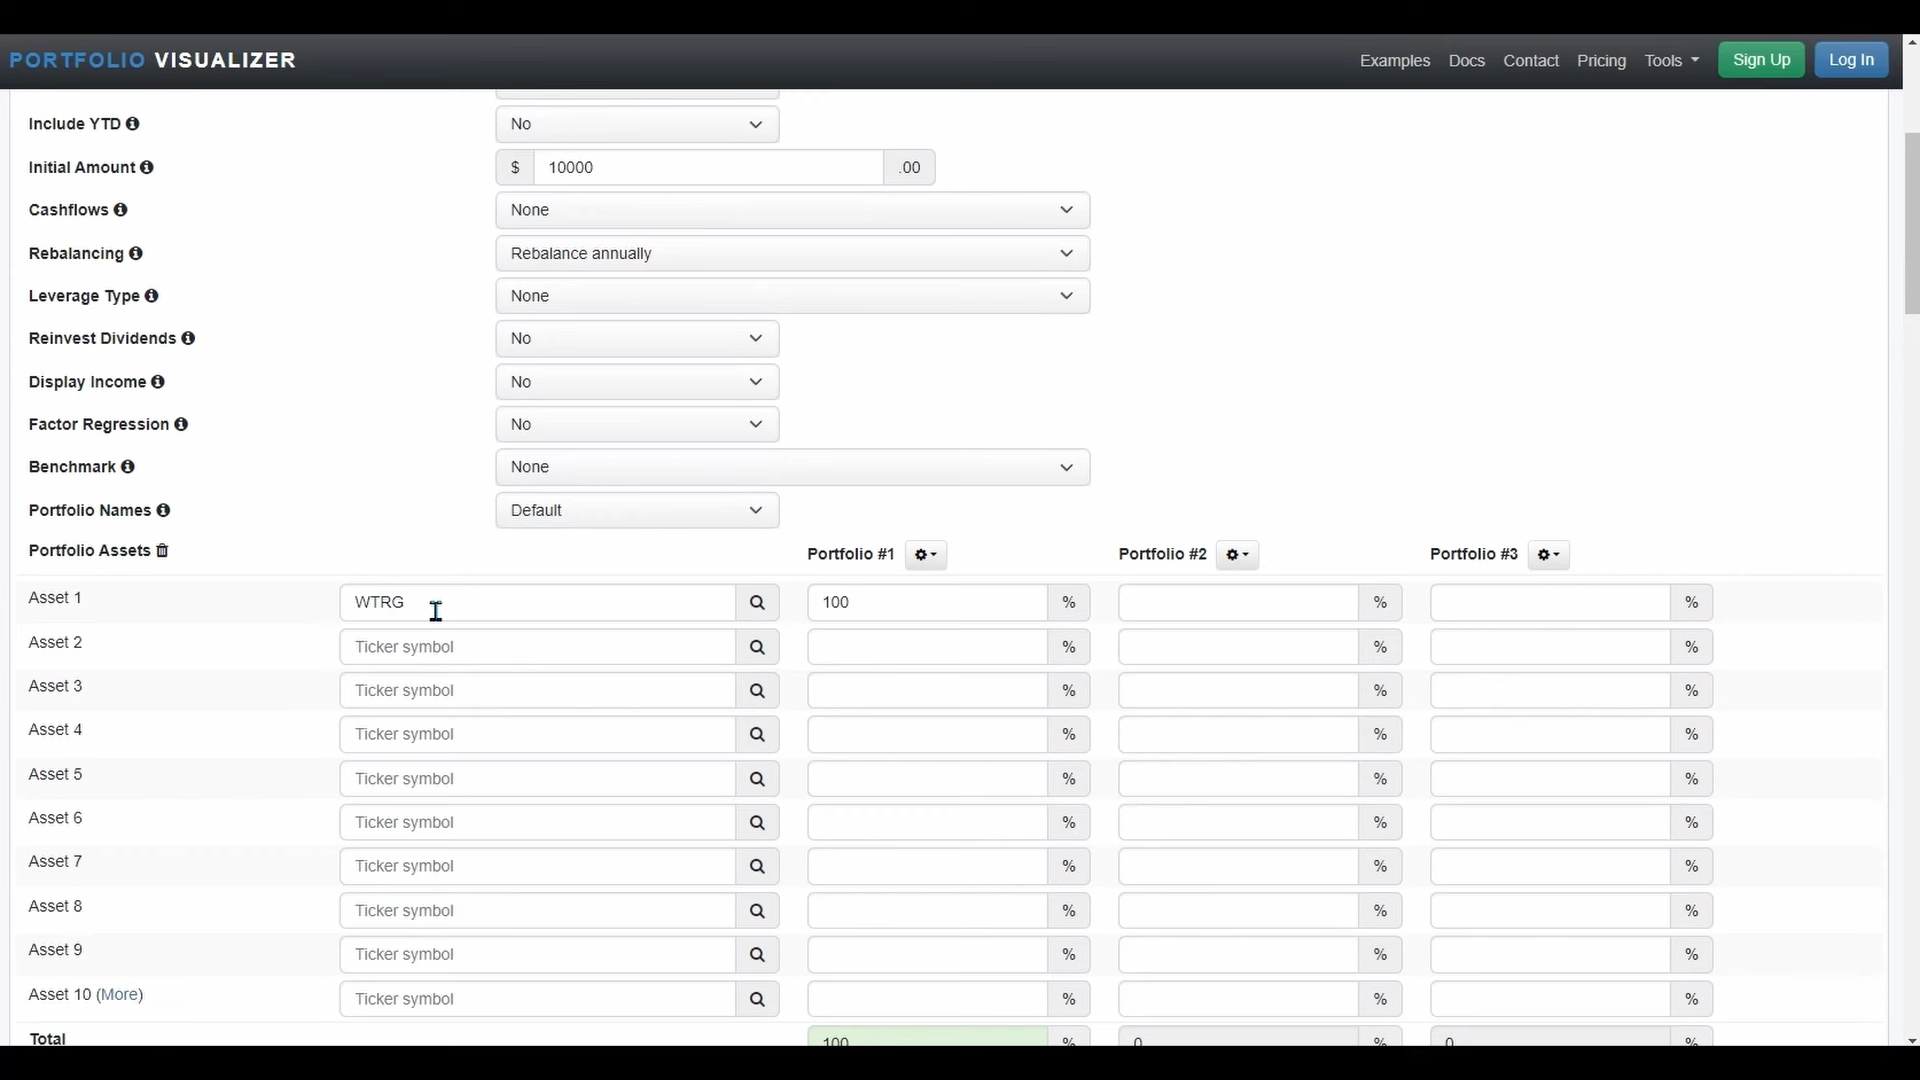 PORTFOLIO VISUALIZER Examples Docs Contact Pricing Tools Sign Up Log In
Include YTD No
Initial Amount $ 10000 .00
Cashflows None
Rebalancing Rebalance annually
Leverage Type None
Reinvest Dividends No
Display Income No
Factor Regression No
Benchmark None
Portfolio Names Default
Portfolio Assets Portfolio #1 Portfolio #2 Portfolio #3
Asset 1 WTRG 100 % % %
Asset 2 Ticker symbol % % %
Asset 3 Ticker symbol % % %
Asset 4 Ticker symbol % % %
Asset 5 Ticker symbol % % %
Asset 6 Ticker symbol % % %
Asset 7 Ticker symbol % % %
Asset 8 Ticker symbol % % %
Asset 9 Ticker symbol % % %
Asset 10 (More) Ticker symbol % % %
Total 100 % 0 % 0 %